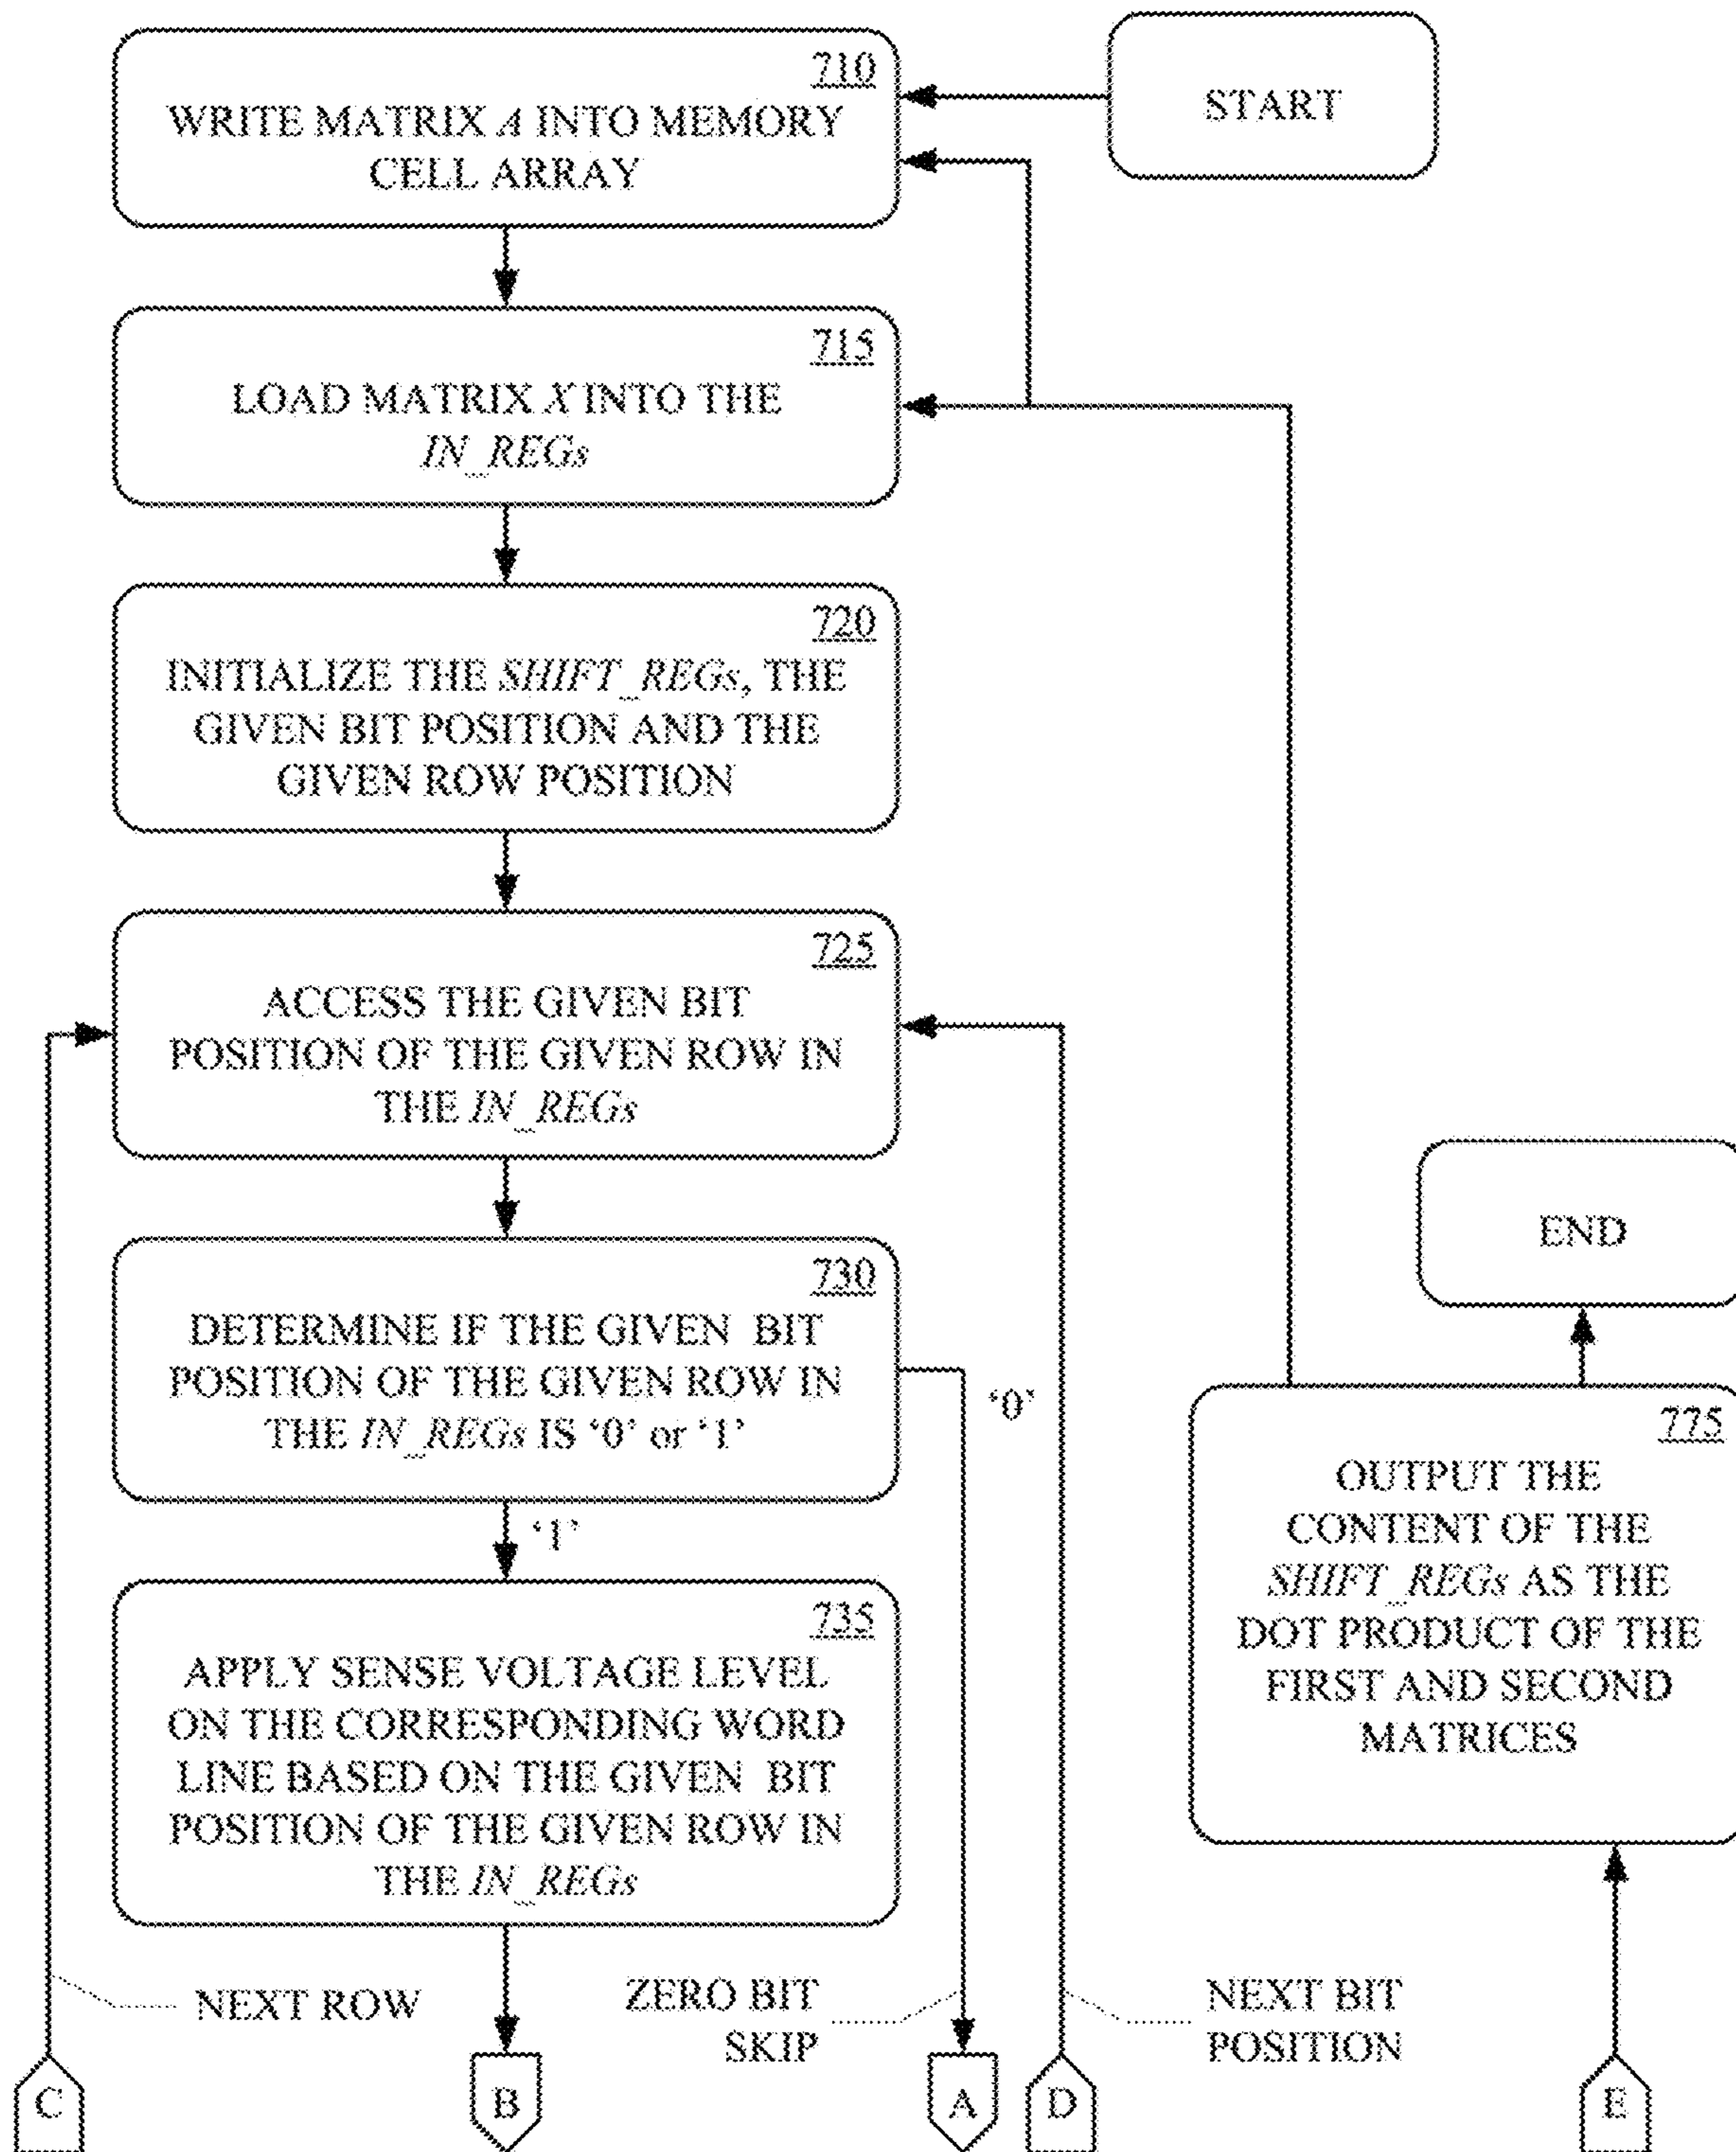 710
WRITE MATRIX A INTO MEMORY
CELL ARRAY
START
715
LOAD MATRIX X INTO THE
IN_REGs
720
INITIALIZE THE SHIFT_REGs, THE
GIVEN BIT POSITION AND THE
GIVEN ROW POSITION
725
ACCESS THE GIVEN BIT
POSITION OF THE GIVEN ROW IN
THE IN_REGs
END
730
DETERMINE IF THE GIVEN BIT
POSITION OF THE GIVEN ROW IN
THE IN_REGs IS ‘0’ or ‘1’
‘0’
‘1’
775
OUTPUT THE
CONTENT OF THE
SHIFT_REGs AS THE
DOT PRODUCT OF THE
FIRST AND SECOND
MATRICES
735
APPLY SENSE VOLTAGE LEVEL
ON THE CORRESPONDING WORD
LINE BASED ON THE GIVEN BIT
POSITION OF THE GIVEN ROW IN
THE IN_REGs
NEXT ROW
ZERO BIT
SKIP
NEXT BIT
POSITION
C
B
A
D
E